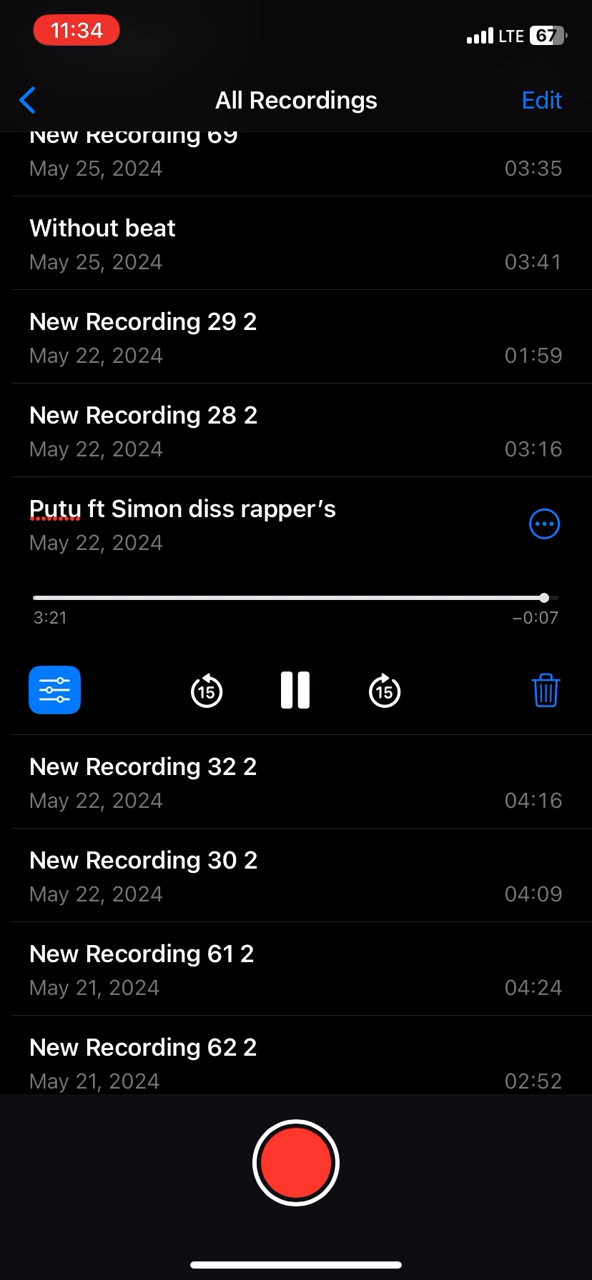 11:34
LTE 67
All Recordings
Edit
New Recording 69
May 25, 2024
03:35
Without beat
May 25, 2024
03:41
New Recording 29 2
May 22, 2024
01:59
New Recording 28 2
May 22, 2024
03:16
Putu ft Simon diss rapper’s
May 22, 2024
3:21
−0:07
15
15
New Recording 32 2
May 22, 2024
04:16
New Recording 30 2
May 22, 2024
04:09
New Recording 61 2
May 21, 2024
04:24
New Recording 62 2
May 21, 2024
02:52